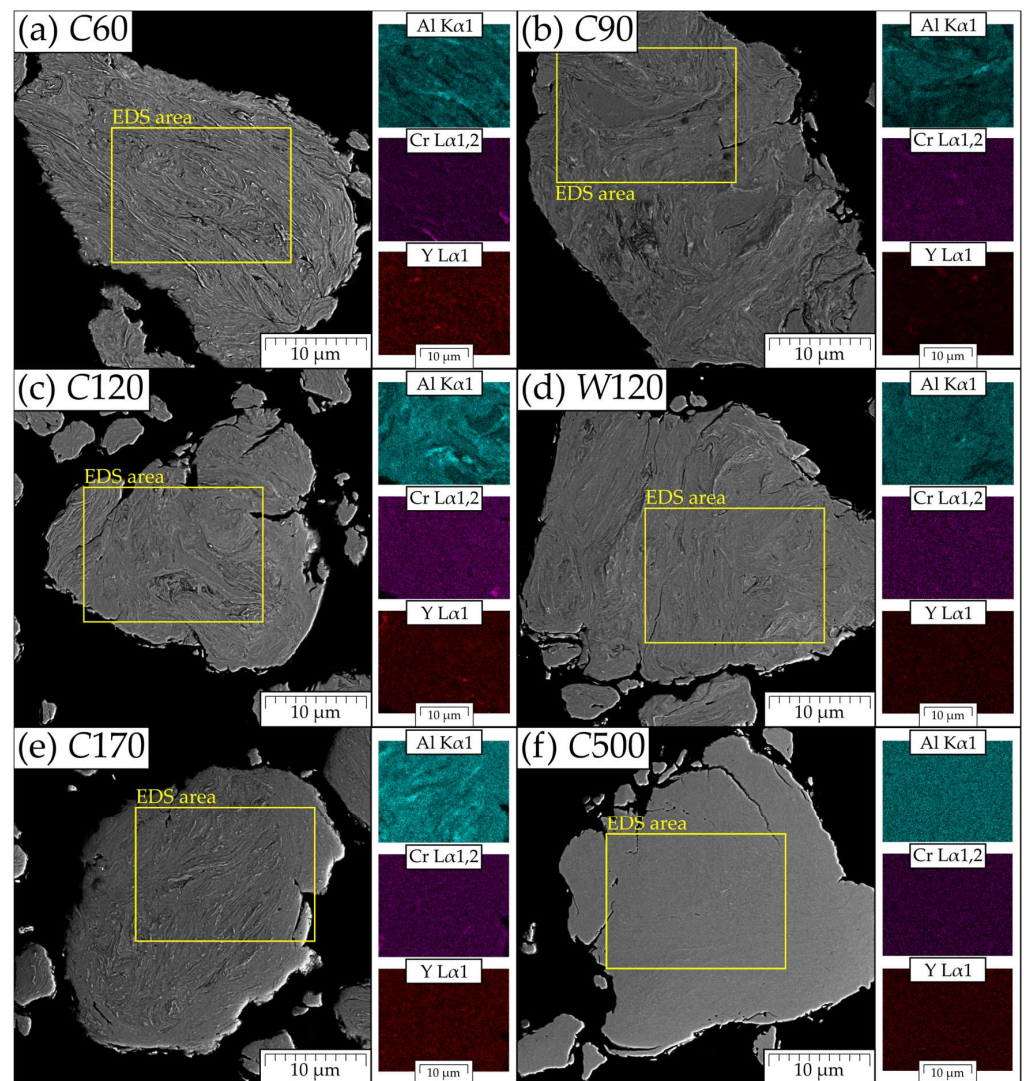 (a) C60
EDS area
10 µm
Al Kα1
Cr Lα1,2
Y Lα1
10 µm
(b) C90
EDS area
10 µm
Al Kα1
Cr Lα1,2
Y Lα1
10 µm
(c) C120
EDS area
10 µm
Al Kα1
Cr Lα1,2
Y Lα1
10 µm
(d) W120
EDS area
10 µm
Al Kα1
Cr Lα1,2
Y Lα1
10 µm
(e) C170
EDS area
10 µm
Al Kα1
Cr Lα1,2
Y Lα1
10 µm
(f) C500
EDS area
10 µm
Al Kα1
Cr Lα1,2
Y Lα1
10 µm